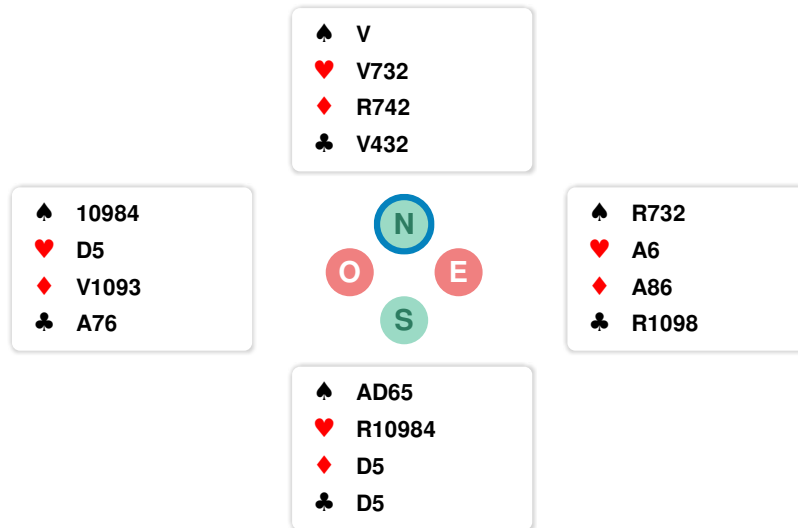 ♠ V
♥ V732
♦ R742
♣ V432
♠ 10984
♥ D5
♦ V1093
♣ A76
N
O E
S
♠ R732
♥ A6
♦ A86
♣ R1098
♠ AD65
♥ R10984
♦ D5
♣ D5